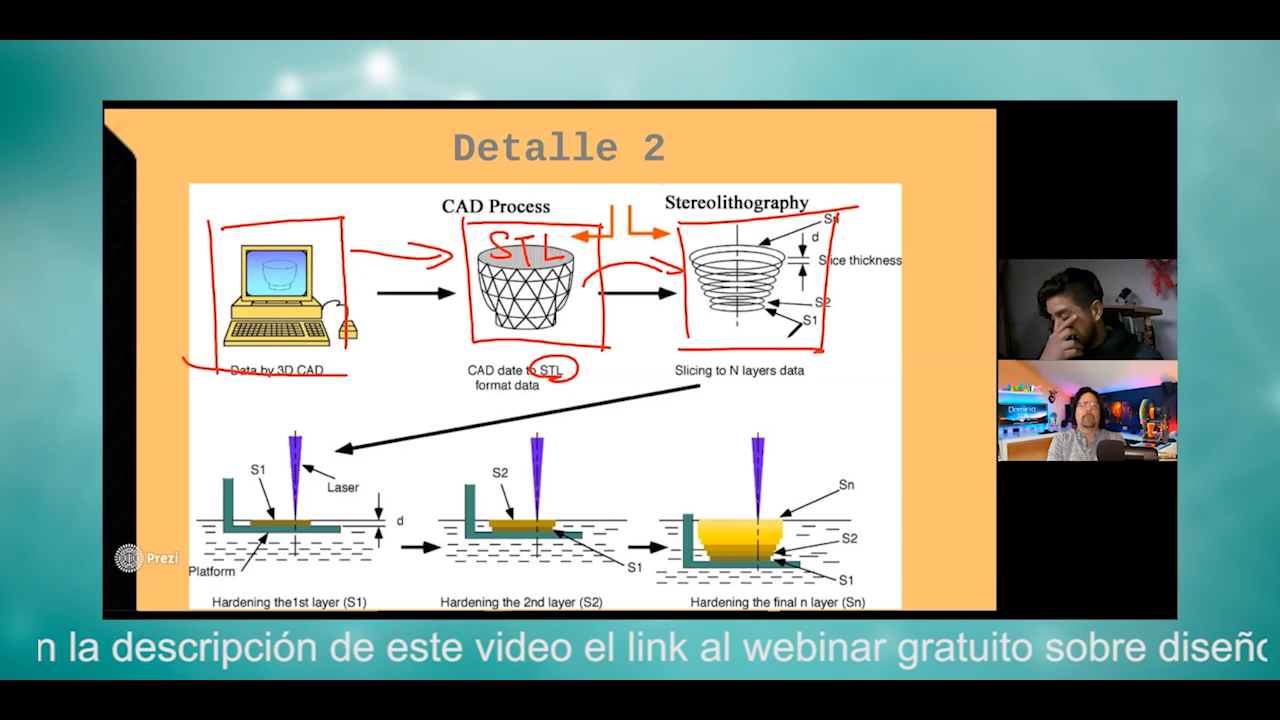 Detalle 2
CAD Process
Stereolithography
STL
Sn
d
Slice thickness
S2
S1
Data by 3D CAD
CAD date to STL
format data
Slicing to N layers data
S1
Laser
d
Platform
S2
S1
Sn
S2
S1
Hardening the1st layer (S1)
Hardening the 2nd layer (S2)
Hardening the final n layer (Sn)
Prezi
Dominio
n la descripción de este video el link al webinar gratuito sobre diseño